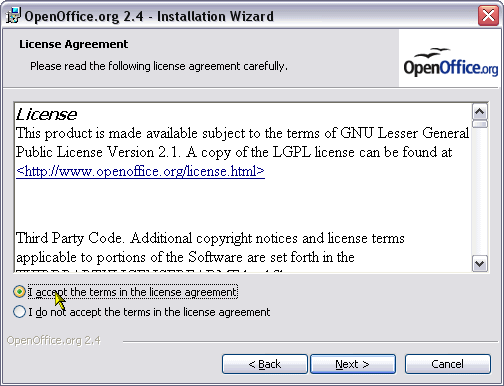 OpenOffice.org 2.4 - Installation Wizard
License Agreement
Please read the following license agreement carefully.
OpenOffice.org
License
This product is made available subject to the terms of GNU Lesser General
Public License Version 2.1. A copy of the LGPL license can be found at
<http://www.openoffice.org/license.html>
Third Party Code. Additional copyright notices and license terms
applicable to portions of the Software are set forth in the
I accept the terms in the license agreement
I do not accept the terms in the license agreement
OpenOffice.org 2.4
< Back
Next >
Cancel